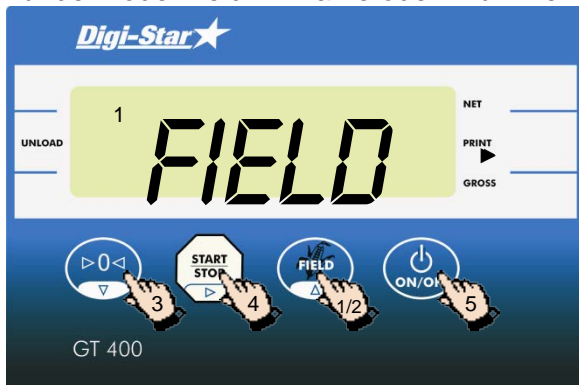 Digi-Star
1
FIELD
UNLOAD
NET
PRINT
GROSS
▷0◁
START
STOP
FIELD
ON/OFF
3
4
1/2
5
GT 400